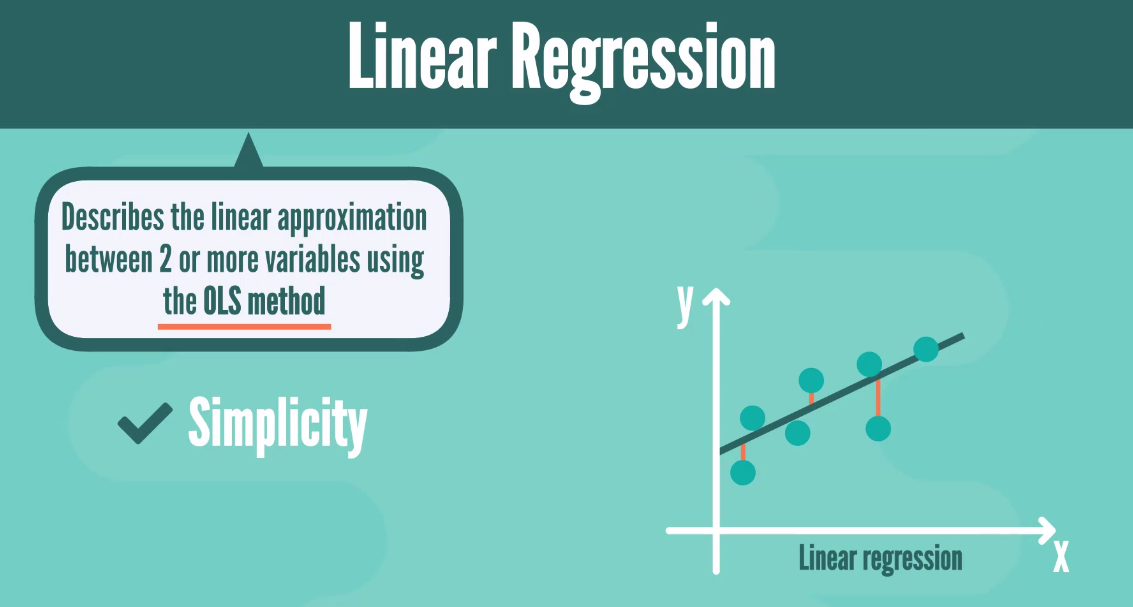 Linear Regression
Describes the linear approximation
between 2 or more variables using
the OLS method
Simplicity
y
x
Linear regression